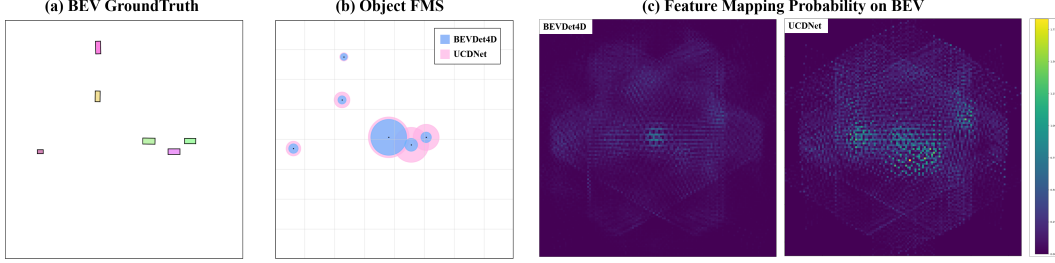 (a) BEV GroundTruth
(b) Object FMS
(c) Feature Mapping Probability on BEV
BEVDet4D
UCDNet
BEVDet4D
UCDNet